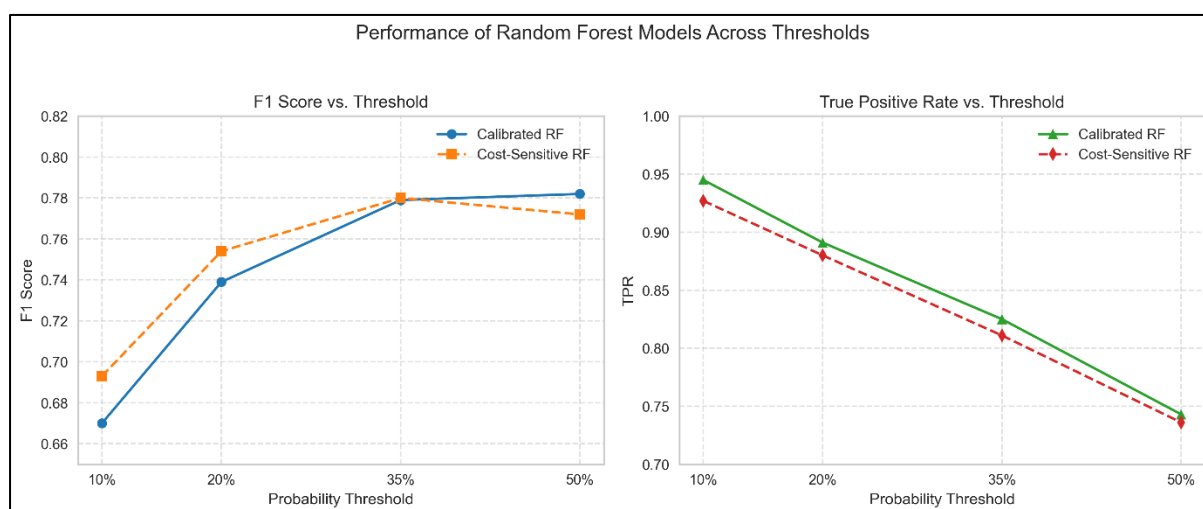 Performance of Random Forest Models Across Thresholds
F1 Score vs. Threshold
0.82
0.80
0.78
0.76
0.74
0.72
0.70
0.68
0.66
F1 Score
Calibrated RF
Cost-Sensitive RF
10%
20%
35%
50%
Probability Threshold
True Positive Rate vs. Threshold
1.00
0.95
0.90
0.85
0.80
0.75
0.70
TPR
Calibrated RF
Cost-Sensitive RF
10%
20%
35%
50%
Probability Threshold